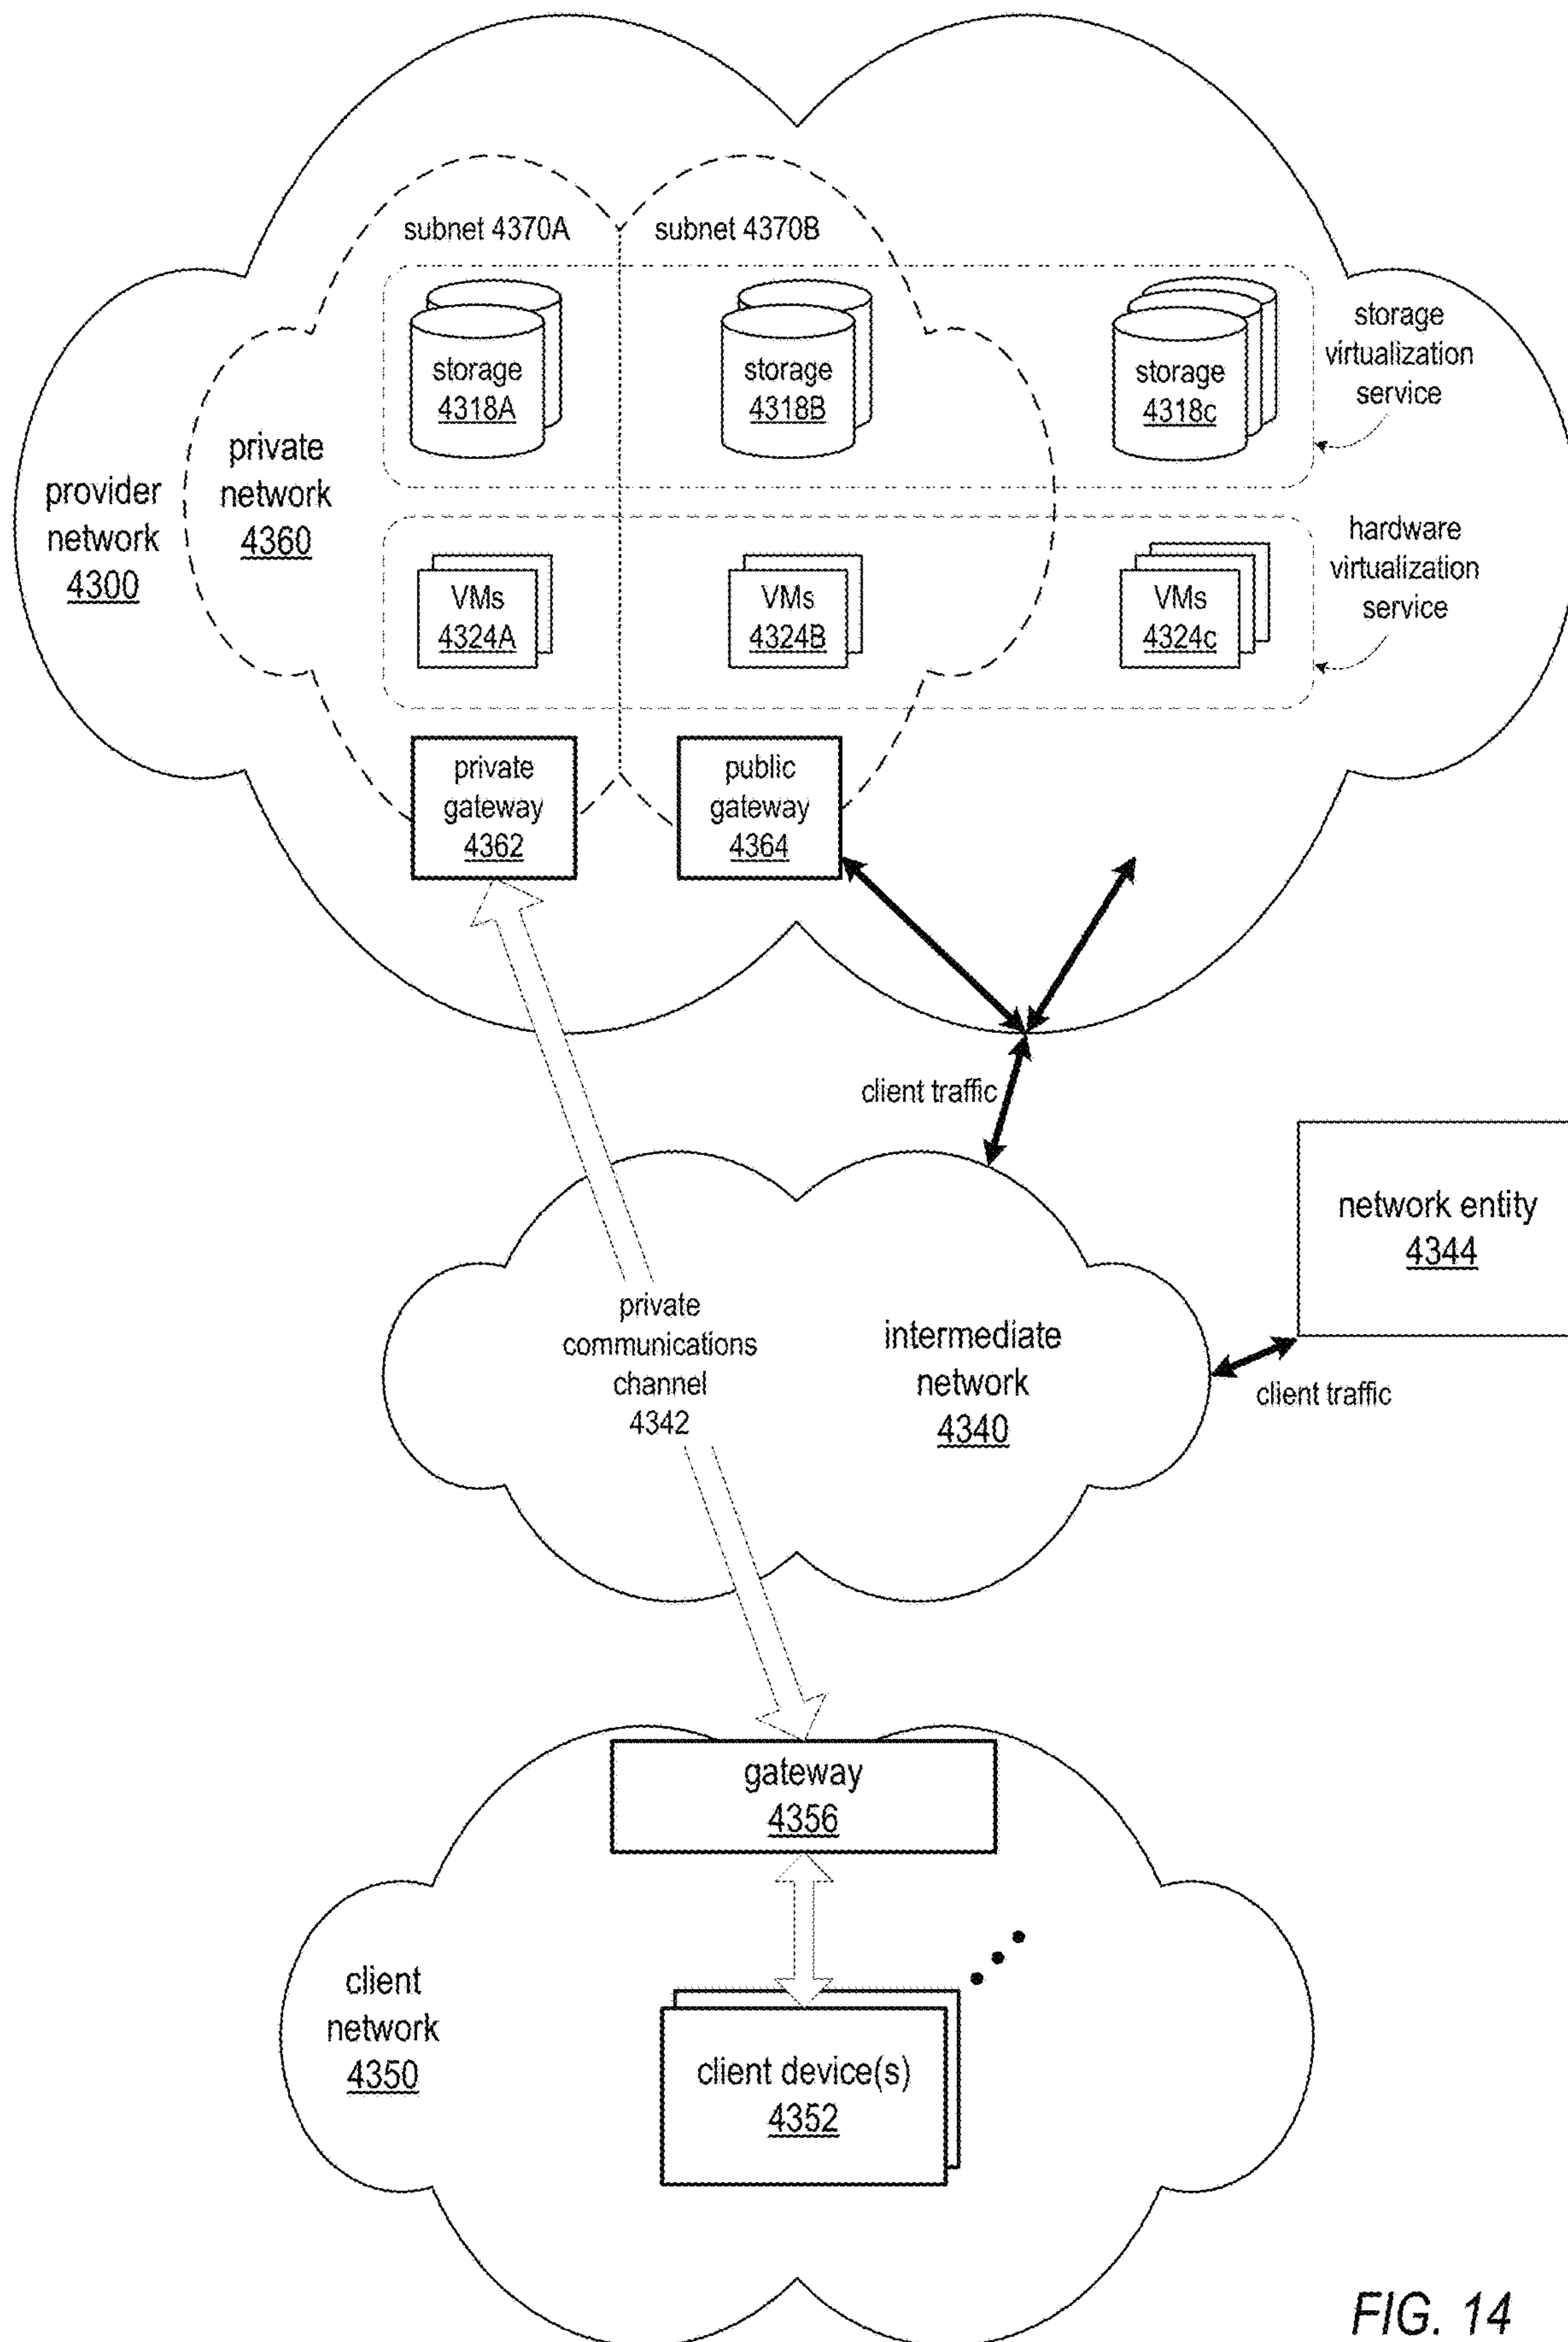 subnet 4370A
subnet 4370B
storage
4318A
storage
4318B
storage
4318c
storage
virtualization
service
provider
network
4300
private
network
4360
VMs
4324A
VMs
4324B
VMs
4324c
hardware
virtualization
service
private
gateway
4362
public
gateway
4364
client traffic
network entity
4344
client traffic
private
communications
channel
4342
intermediate
network
4340
gateway
4356
client
network
4350
client device(s)
4352
FIG. 14